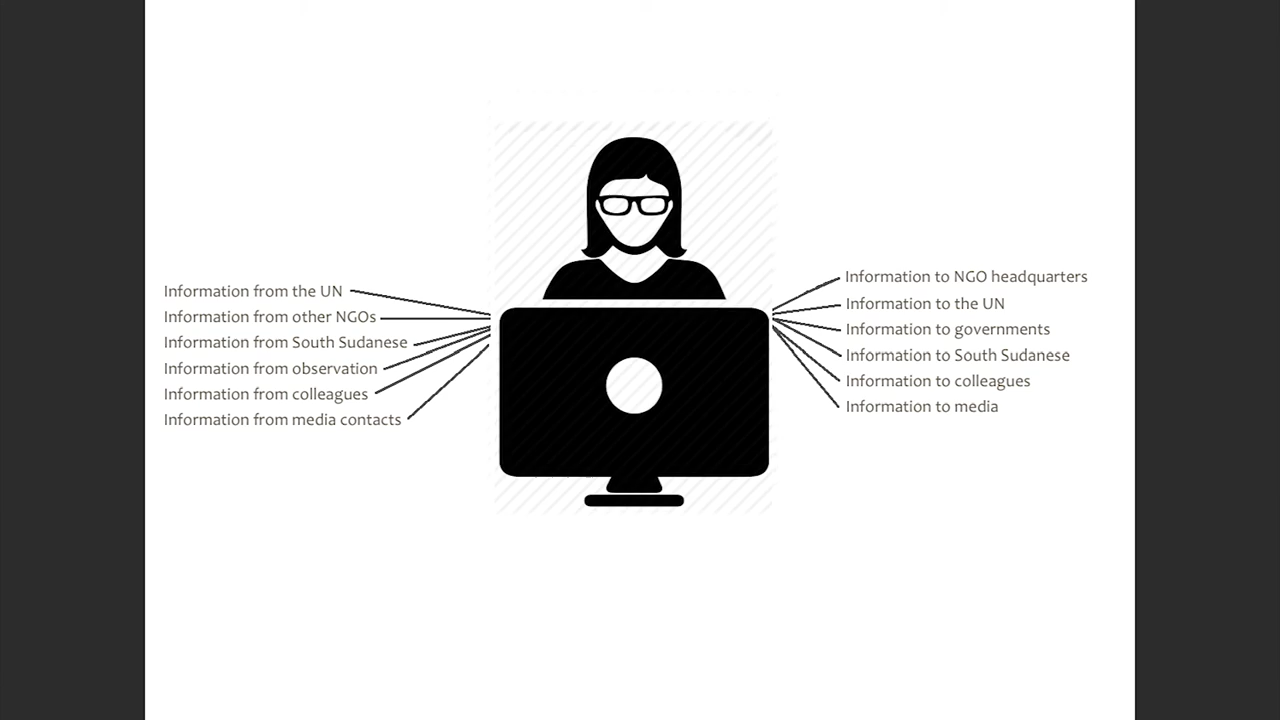 Information from the UN
Information from other NGOs
Information from South Sudanese
Information from observation
Information from colleagues
Information from media contacts
Information to NGO headquarters
Information to the UN
Information to governments
Information to South Sudanese
Information to colleagues
Information to media